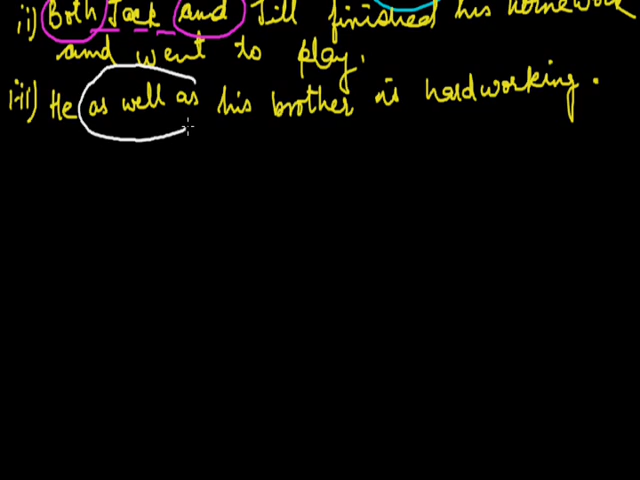 ii) Both Jack and Jill finished his homework
and went to play.
iii) He as well as his brother is hardworking.